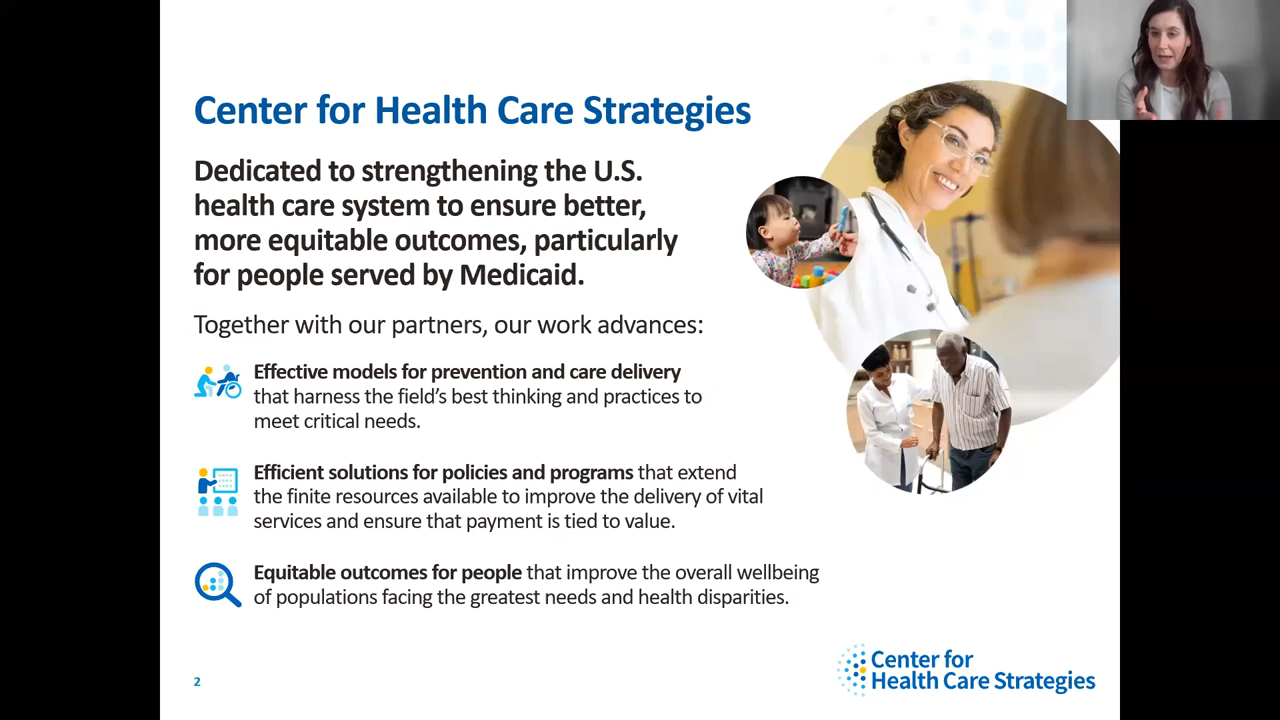 Center for Health Care Strategies
Dedicated to strengthening the U.S.
health care system to ensure better,
more equitable outcomes, particularly
for people served by Medicaid.
Together with our partners, our work advances:
Effective models for prevention and care delivery
that harness the field’s best thinking and practices to
meet critical needs.
Efficient solutions for policies and programs that extend
the finite resources available to improve the delivery of vital
services and ensure that payment is tied to value.
Equitable outcomes for people that improve the overall wellbeing
of populations facing the greatest needs and health disparities.
2
Center for
Health Care Strategies